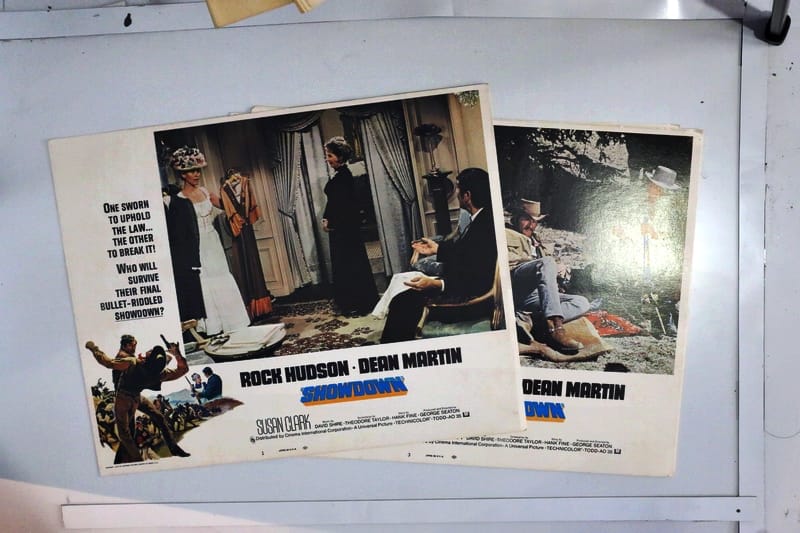 ONE SWORN
TO UPHOLD
THE LAW...
THE OTHER
TO BREAK IT!
WHO WILL
SURVIVE
THEIR FINAL
BULLET-RIDDLED
SHOWDOWN?
ROCK HUDSON · DEAN MARTIN
"SHOWDOWN"
SUSAN CLARK
DAVID SHIRE · THEODORE TAYLOR · HANK FINE · GEORGE SEATON
Distributed by Cinema International Corporation · A Universal Picture · TECHNICOLOR® · TODD-AO 35
DEAN MARTIN
OWN"
DAVID SHIRE · THEODORE TAYLOR · HANK FINE · GEORGE SEATON
Corporation · A Universal Picture · TECHNICOLOR® · TODD-AO 35